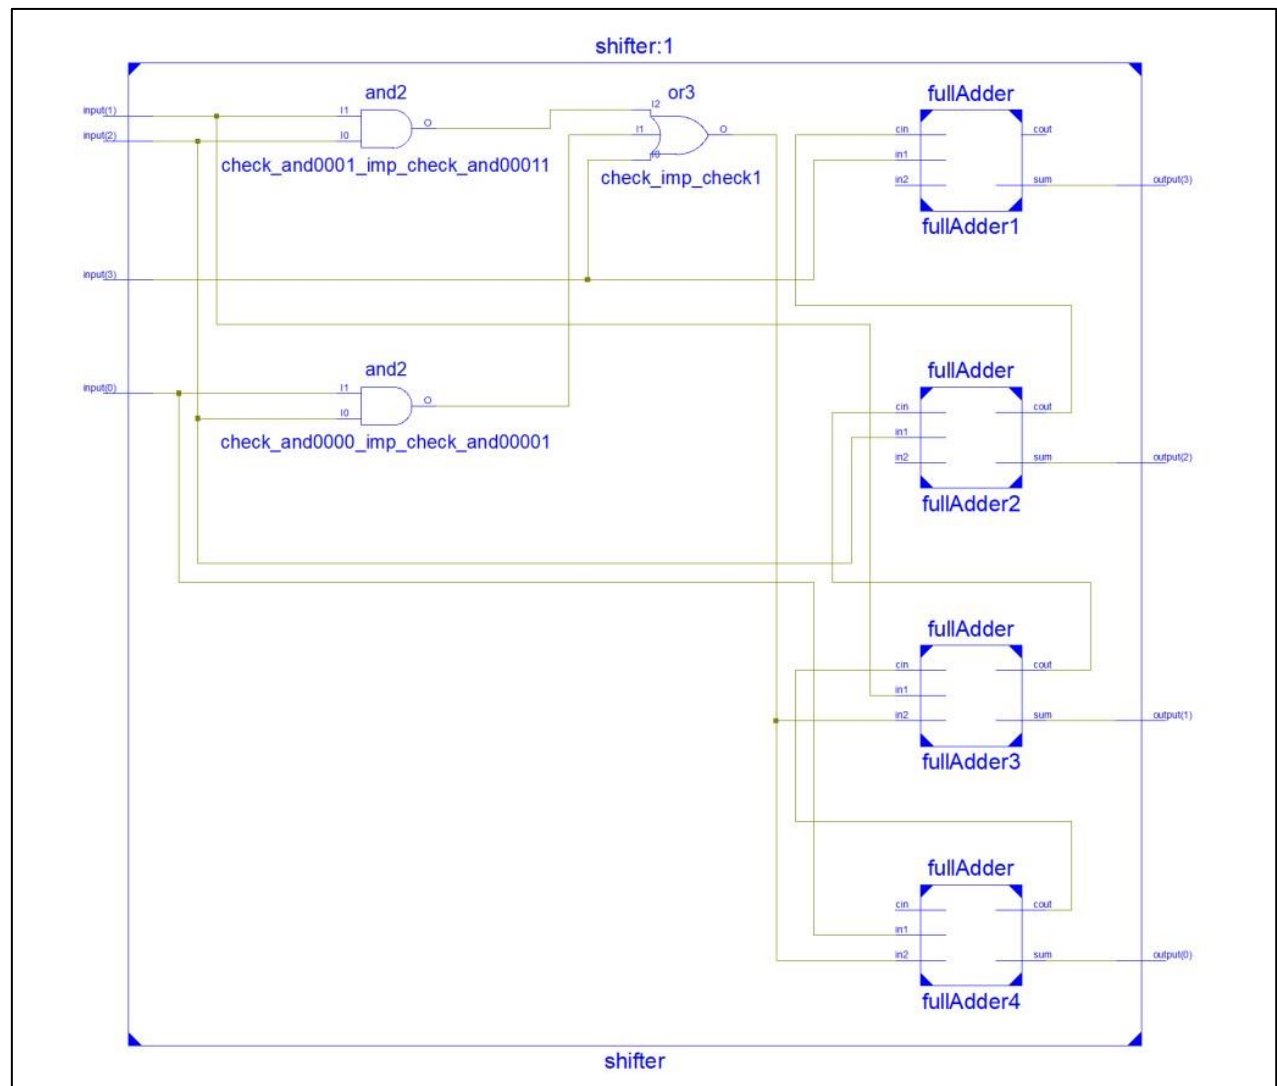 shifter:1
input(1)
input(2)
input(3)
input(0)
and2
I1
I0
O
check_and0001_imp_check_and00011
or3
I2
I1
I0
O
check_imp_check1
and2
I1
I0
O
check_and0000_imp_check_and00001
fullAdder
cin
in1
in2
cout
sum
fullAdder1
output(3)
fullAdder
cin
in1
in2
cout
sum
fullAdder2
output(2)
fullAdder
cin
in1
in2
cout
sum
fullAdder3
output(1)
fullAdder
cin
in1
in2
cout
sum
fullAdder4
output(0)
shifter